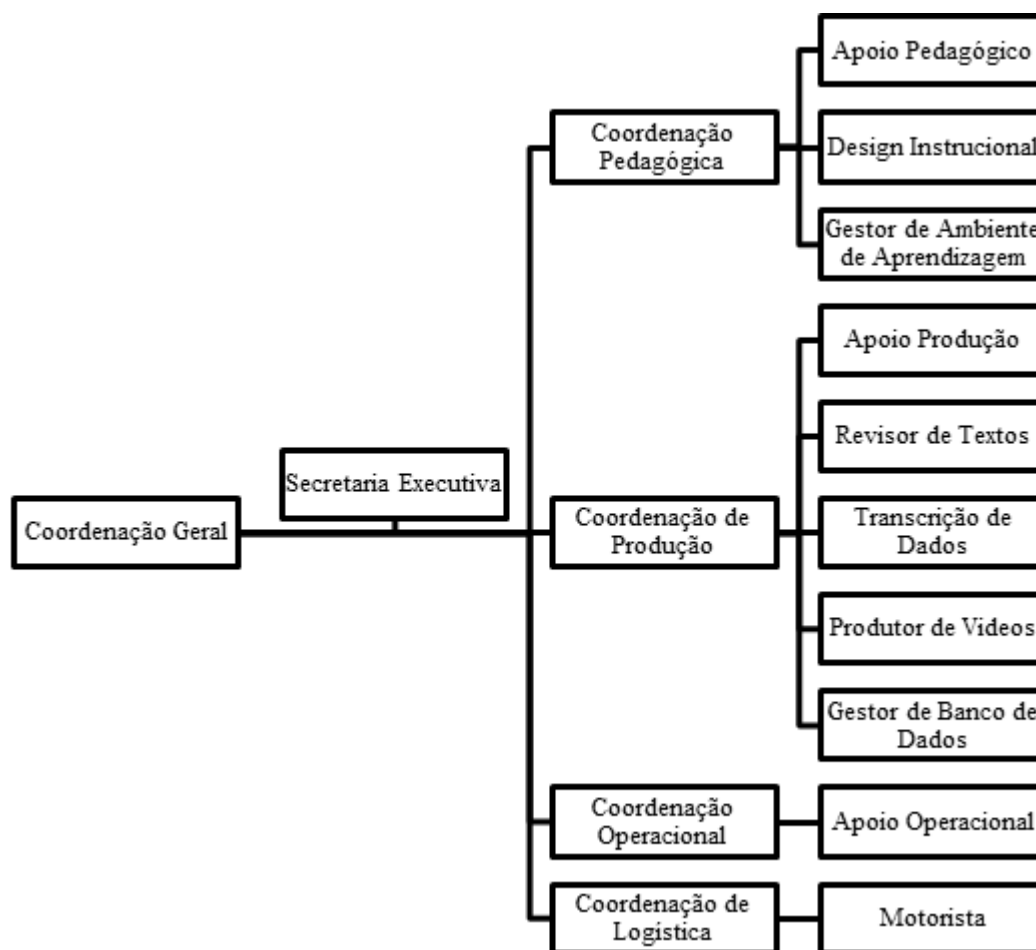 Apoio Pedagógico
Coordenação
Pedagógica
Design Instrucional
Gestor de Ambiente
de Aprendizagem
Apoio Produção
Revisor de Textos
Secretaria Executiva
Coordenação Geral
Coordenação de
Produção
Transcrição de
Dados
Produtor de Videos
Gestor de Banco de
Dados
Coordenação
Operacional
Apoio Operacional
Coordenação de
Logística
Motorista